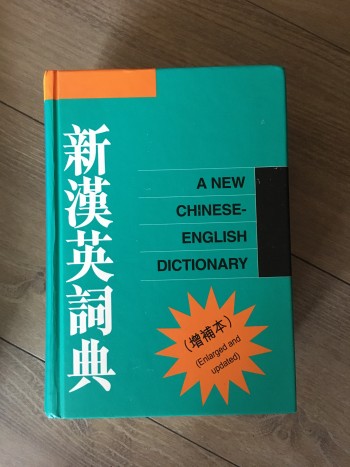 新漢英詞典
A NEW
CHINESE-
ENGLISH
DICTIONARY
(增補本)
(Enlarged and
updated)